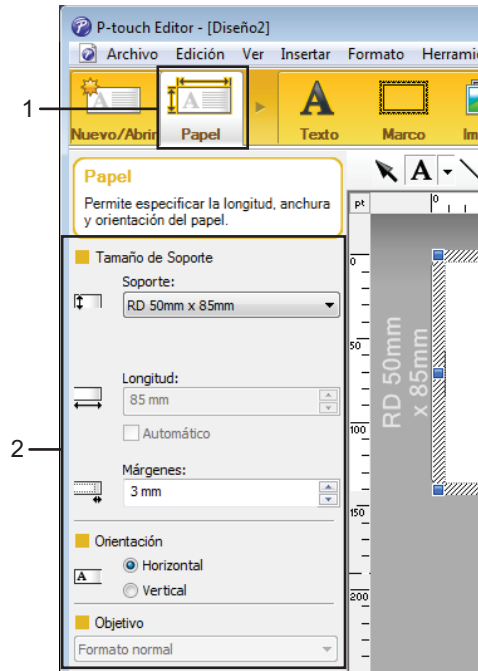 P-touch Editor - [Diseño2]
Archivo Edición Ver Insertar Formato
1
A
Nuevo/Abrir Papel Texto Marco
Papel
Permite especificar la longitud, anchura
y orientación del papel.
A
pt
0
Tamaño de Soporte
Soporte:
RD 50mm x 85mm
Longitud:
85 mm
Automático
2
Márgenes:
3 mm
Orientación
A
Horizontal
Vertical
Objetivo
Formato normal
0
50
100
150
200
RD 50mm
x 85mm